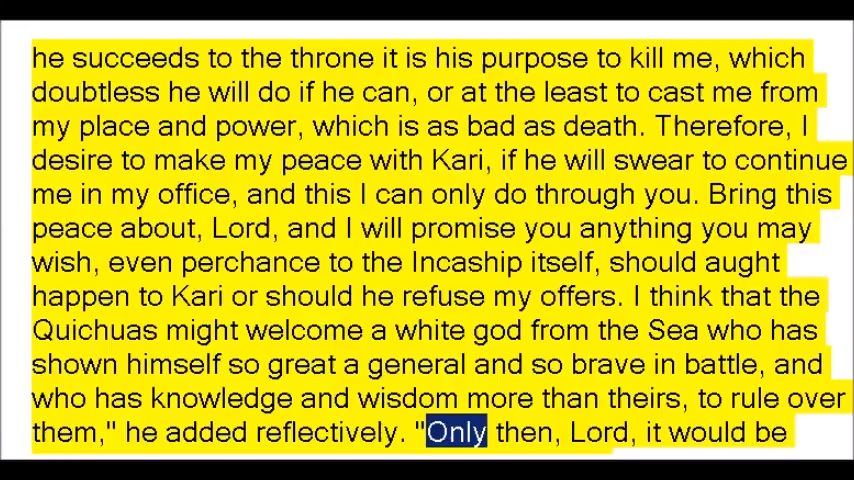 he succeeds to the throne it is his purpose to kill me, which
doubtless he will do if he can, or at the least to cast me from
my place and power, which is as bad as death. Therefore, I
desire to make my peace with Kari, if he will swear to continue
me in my office, and this I can only do through you. Bring this
peace about, Lord, and I will promise you anything you may
wish, even perchance to the Incaship itself, should aught
happen to Kari or should he refuse my offers. I think that the
Quichuas might welcome a white god from the Sea who has
shown himself so great a general and so brave in battle, and
who has knowledge and wisdom more than theirs, to rule over
them," he added reflectively. "Only then, Lord, it would be